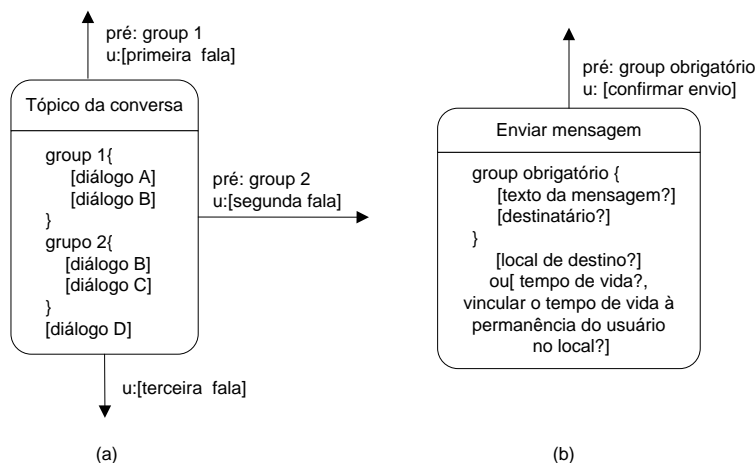 pré: group 1
u:[primeira fala]
Tópico da conversa
group 1{
[diálogo A]
[diálogo B]
}
grupo 2{
[diálogo B]
[diálogo C]
}
[diálogo D]
pré: group 2
u:[segunda fala]
u:[terceira fala]
(a)
pré: group obrigatório
u: [confirmar envio]
Enviar mensagem
group obrigatório {
[texto da mensagem?]
[destinatário?]
}
[local de destino?]
ou[ tempo de vida?,
vincular o tempo de vida à
permanência do usuário
no local?]
(b)